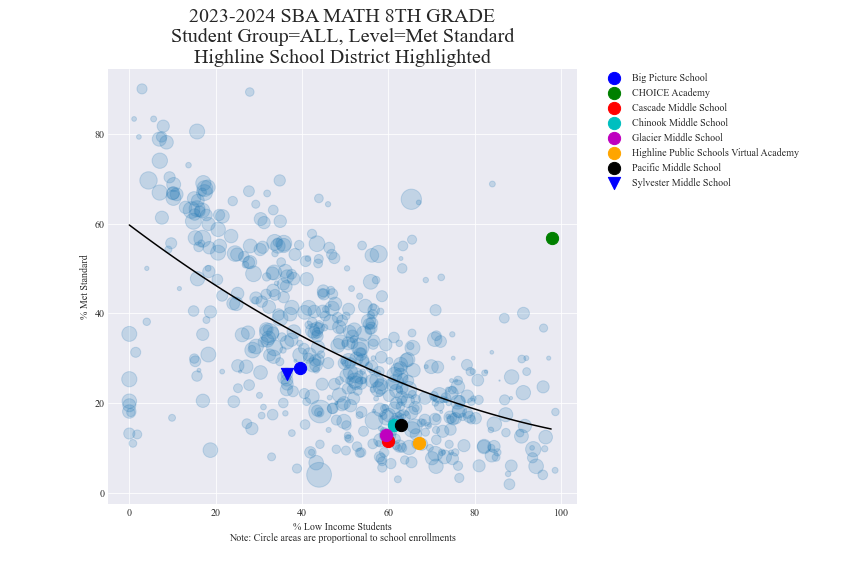 2023-2024 SBA MATH 8TH GRADE
Student Group=ALL, Level=Met Standard
Highline School District Highlighted
Big Picture School
CHOICE Academy
Cascade Middle School
Chinook Middle School
Glacier Middle School
Highline Public Schools Virtual Academy
Pacific Middle School
Sylvester Middle School
% Met Standard
80
60
40
20
0
0 20 40 60 80 100
% Low Income Students
Note: Circle areas are proportional to school enrollments